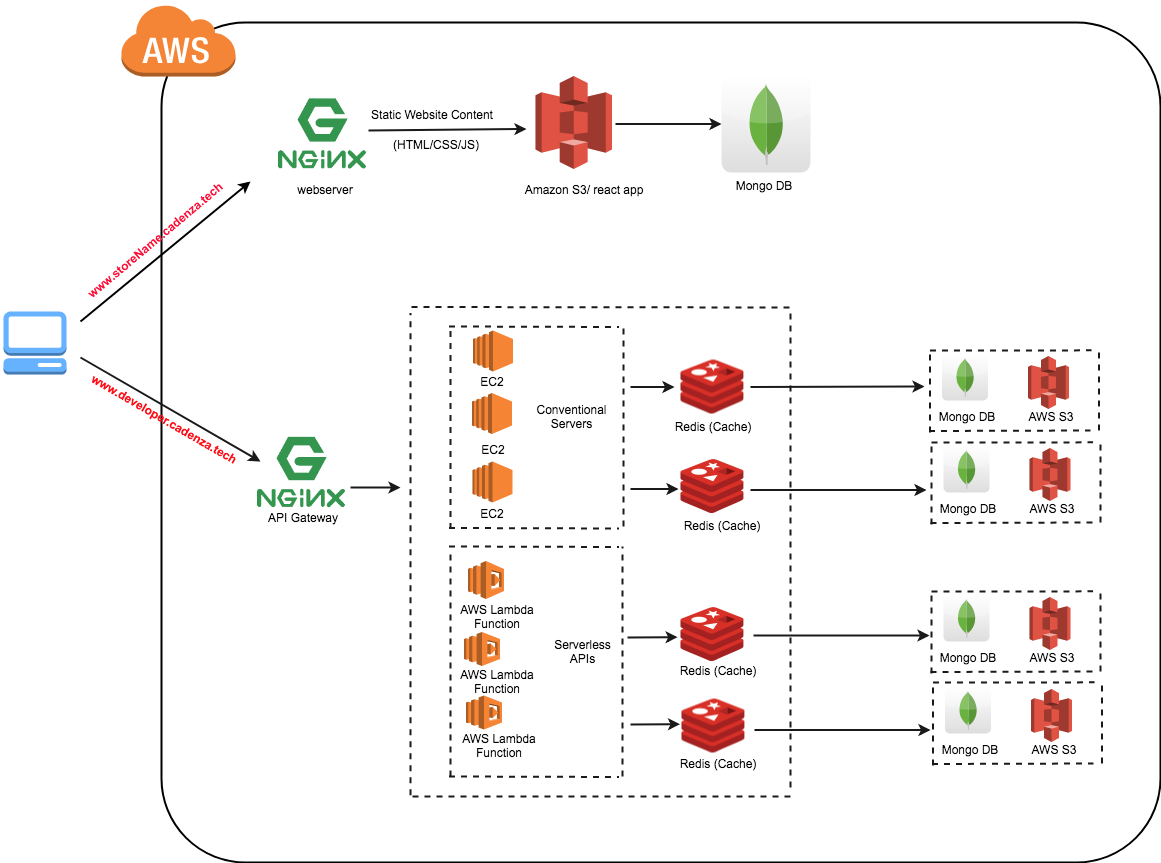 AWS
NGINX
webserver
Static Website Content
(HTML/CSS/JS)
Amazon S3/ react app
Mongo DB
www.storeName.cadenza.tech
www.developer.cadenza.tech
NGINX
API Gateway
EC2
EC2
EC2
Conventional
Servers
Redis (Cache)
Redis (Cache)
Mongo DB
AWS S3
Mongo DB
AWS S3
AWS Lambda
Function
AWS Lambda
Function
AWS Lambda
Function
Serverless
APIs
Redis (Cache)
Redis (Cache)
Mongo DB
AWS S3
Mongo DB
AWS S3